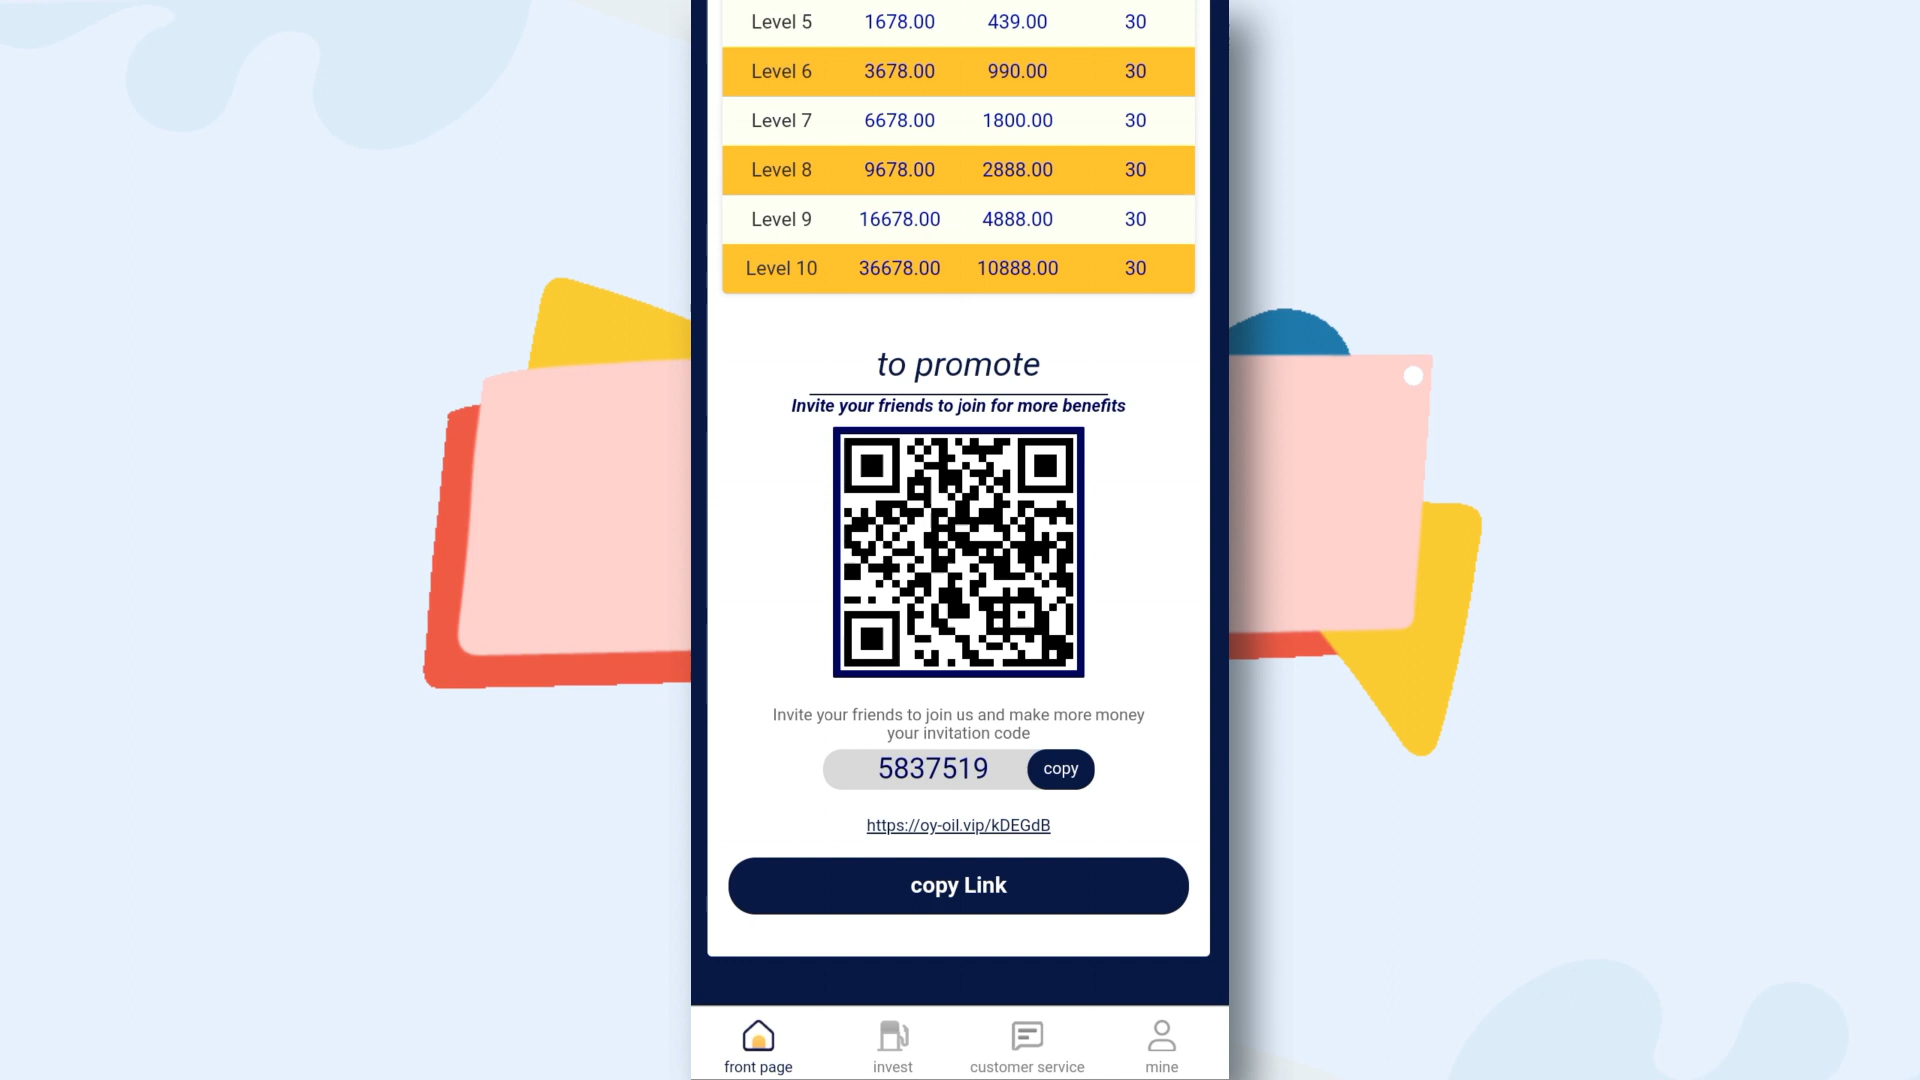 Level 5 1678.00 439.00 30
Level 6 3678.00 990.00 30
Level 7 6678.00 1800.00 30
Level 8 9678.00 2888.00 30
Level 9 16678.00 4888.00 30
Level 10 36678.00 10888.00 30
to promote
Invite your friends to join for more benefits
Invite your friends to join us and make more money
your invitation code
5837519 copy
https://oy-oil.vip/kDEGdB
copy Link
front page invest customer service mine